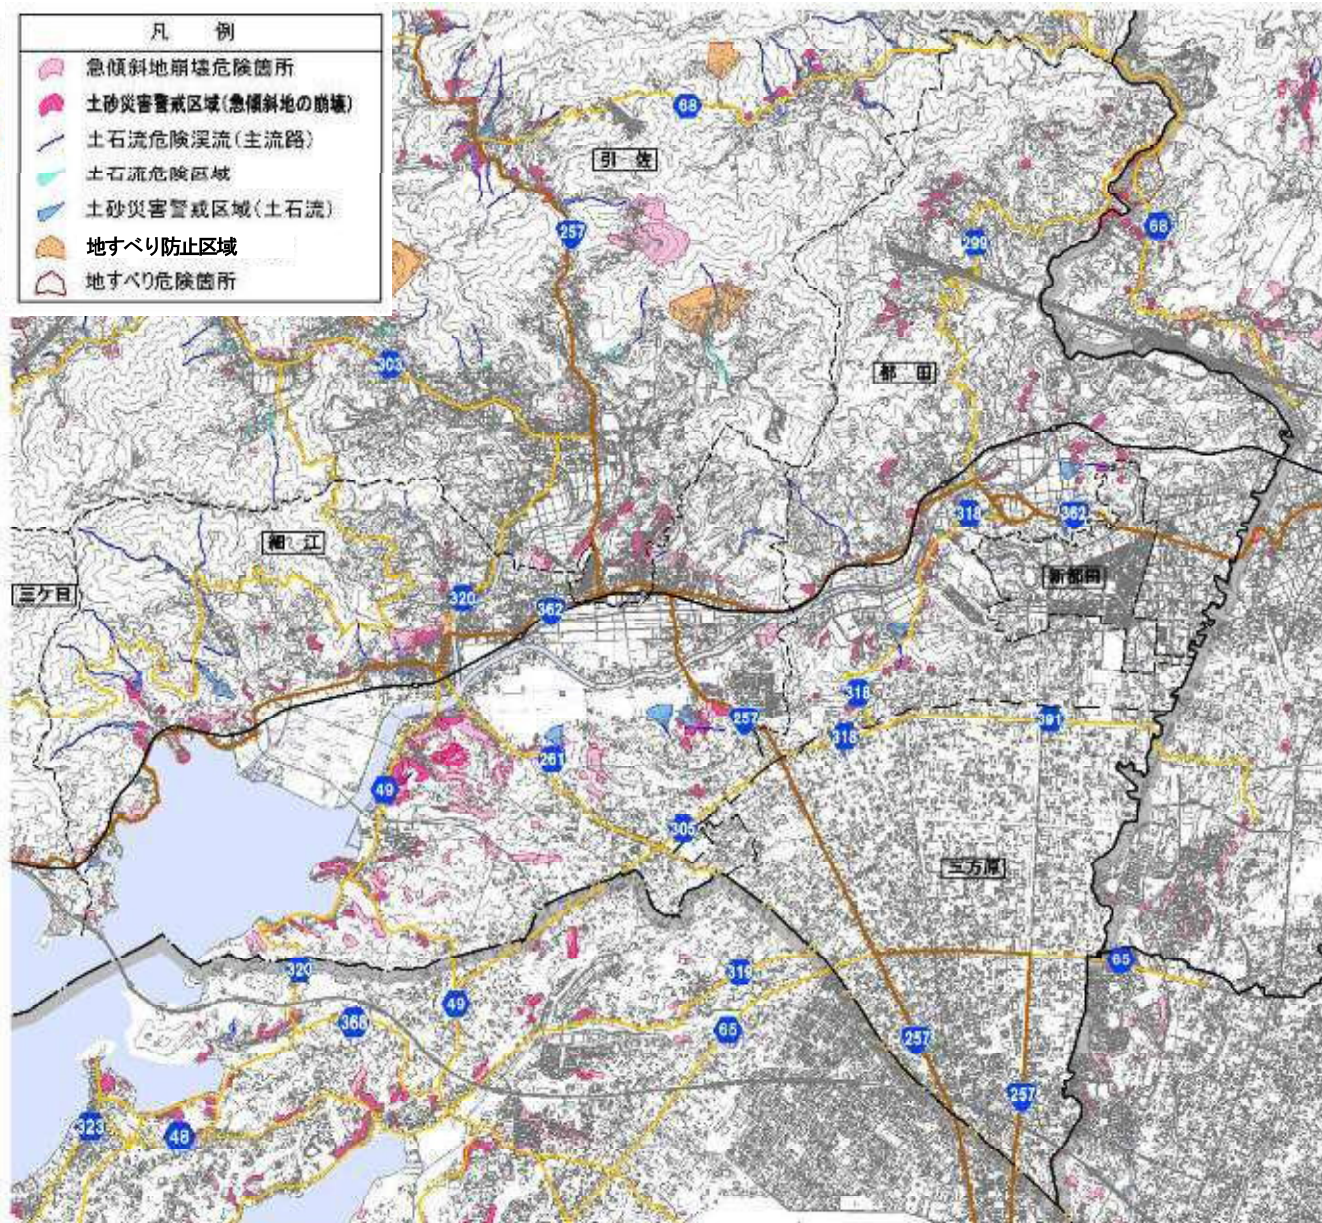 凡 例
急傾斜地崩壊危険箇所
土砂災害警戒区域(急傾斜地の崩壊)
土石流危険渓流(主流路)
土石流危険区域
土砂災害警戒区域(土石流)
地すべり防止区域
地すべり危険箇所
68
引 佐
257
299
68
303
都 田
318
362
細 江
新都田
三ケ日
320
362
318
257
318
391
261
49
305
三方原
65
320
319
49
368
65
257
257
323
48